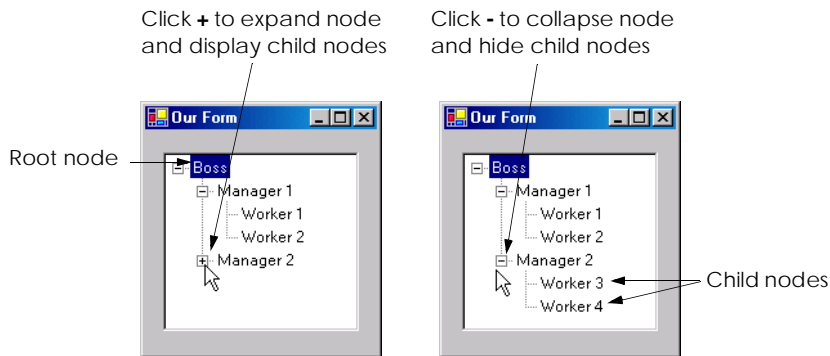 Click + to expand node
and display child nodes
Click - to collapse node
and hide child nodes
Our Form
Root node
Boss
Manager 1
Worker 1
Worker 2
Manager 2
Our Form
Boss
Manager 1
Worker 1
Worker 2
Manager 2
Worker 3
Worker 4
Child nodes